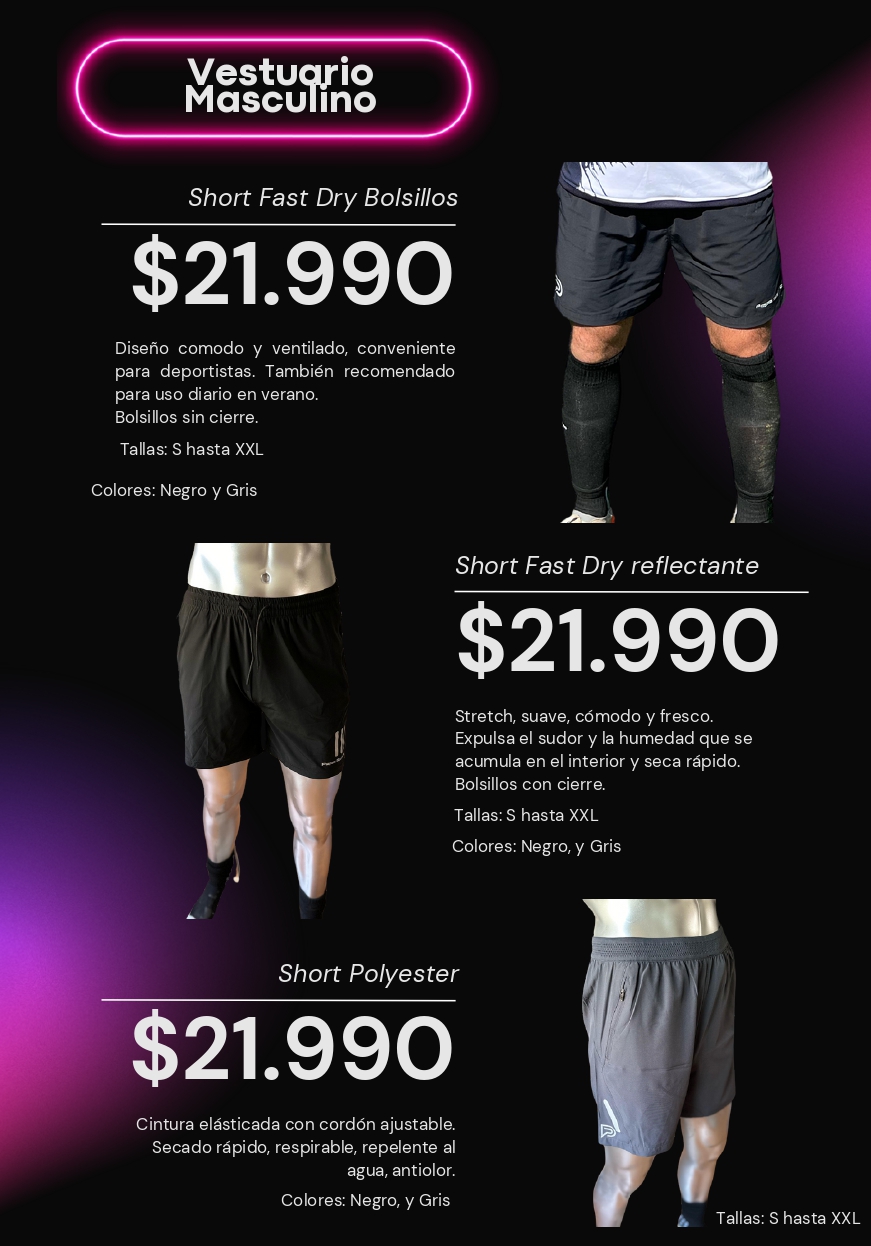 Vestuario
Masculino
Short Fast Dry Bolsillos
$21.990
Diseño comodo y ventilado, conveniente
para deportistas. También recomendado
para uso diario en verano.
Bolsillos sin cierre.
Tallas: S hasta XXL
Colores: Negro y Gris
Short Fast Dry reflectante
$21.990
Stretch, suave, cómodo y fresco.
Expulsa el sudor y la humedad que se
acumula en el interior y seca rápido.
Bolsillos con cierre.
Tallas: S hasta XXL
Colores: Negro, y Gris
Short Polyester
$21.990
Cintura elásticada con cordón ajustable.
Secado rápido, respirable, repelente al
agua, antiolor.
Colores: Negro, y Gris
Tallas: S hasta XXL